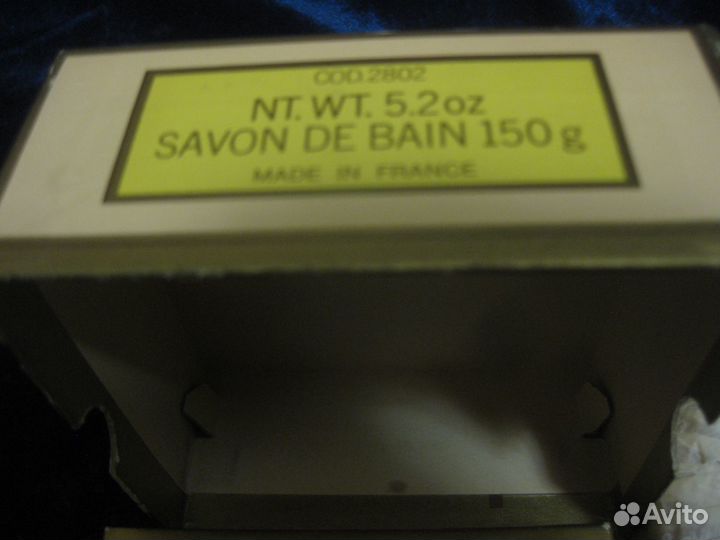 COD.2802
NT. WT. 5.2oz
SAVON DE BAIN 150 g
MADE IN FRANCE
Avito